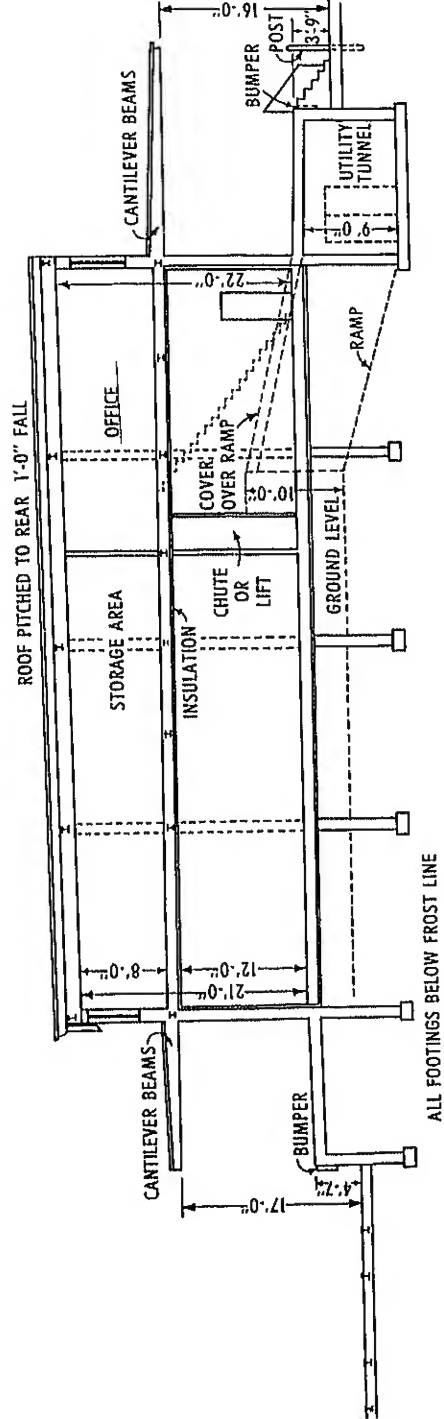 ROOF PITCHED TO REAR 1'-0" FALL
CANTILEVER BEAMS
16'-0"
BUMPER
POST
3'-9"
OFFICE
22'-0"
STORAGE AREA
INSULATION
COVER
OVER RAMP
10'-0"
CHUTE
OR
LIFT
9'0"
UTILITY
TUNNEL
RAMP
GROUND LEVEL
8'-0"
21'-0"
12'-0"
CANTILEVER BEAMS
17'-0"
BUMPER
4'-7"
ALL FOOTINGS BELOW FROST LINE